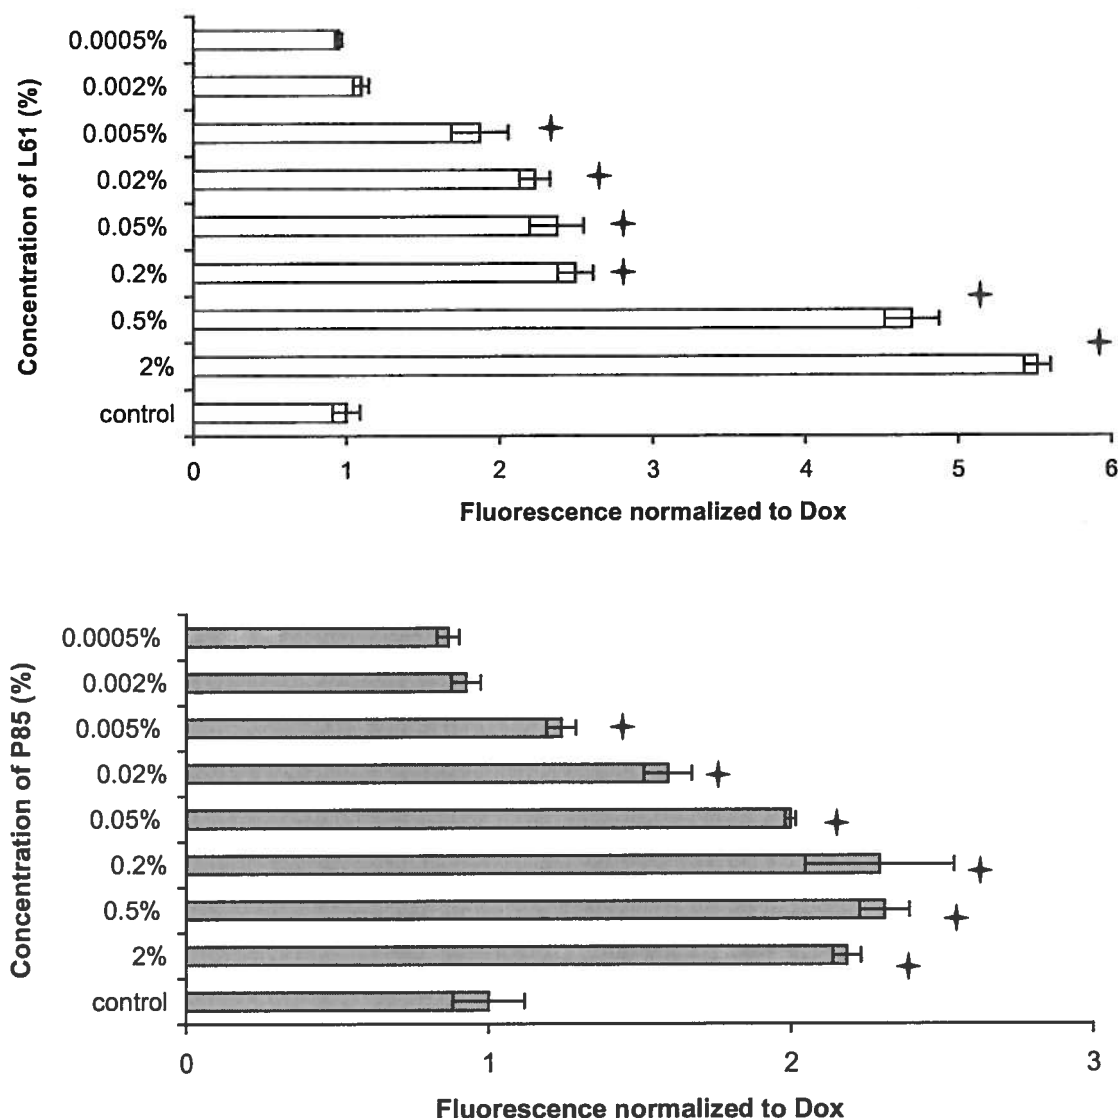 Concentration of L61 (%)
0.0005%
0.002%
0.005%
0.02%
0.05%
0.2%
0.5%
2%
control
0 1 2 3 4 5 6
Fluorescence normalized to Dox
Concentration of P85 (%)
0.0005%
0.002%
0.005%
0.02%
0.05%
0.2%
0.5%
2%
control
0 1 2 3
Fluorescence normalized to Dox